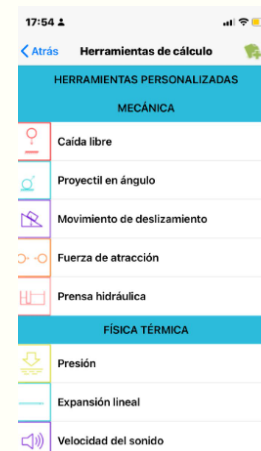 17:54
Atrás Herramientas de cálculo
HERRAMIENTAS PERSONALIZADAS
MECÁNICA
Caída libre
Proyectil en ángulo
Movimiento de deslizamiento
Fuerza de atracción
Prensa hidráulica
FÍSICA TÉRMICA
Presión
Expansión lineal
Velocidad del sonido